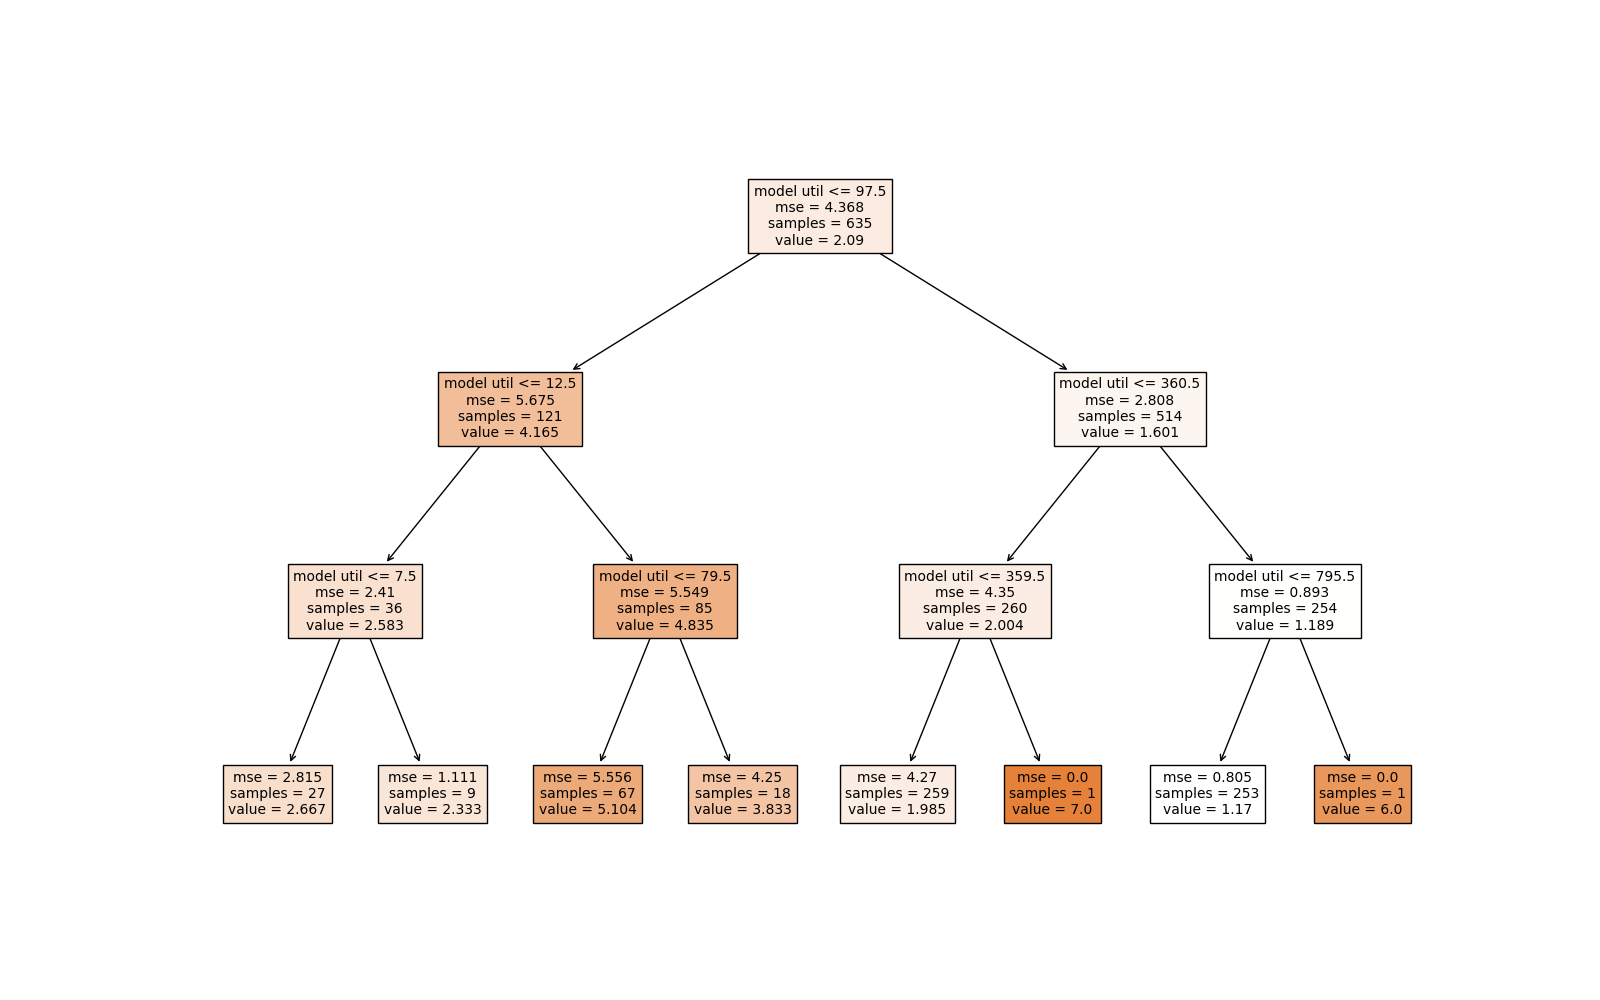 model util <= 97.5
mse = 4.368
samples = 635
value = 2.09
model util <= 12.5
mse = 5.675
samples = 121
value = 4.165
model util <= 360.5
mse = 2.808
samples = 514
value = 1.601
model util <= 7.5
mse = 2.41
samples = 36
value = 2.583
model util <= 79.5
mse = 5.549
samples = 85
value = 4.835
model util <= 359.5
mse = 4.35
samples = 260
value = 2.004
model util <= 795.5
mse = 0.893
samples = 254
value = 1.189
mse = 2.815
samples = 27
value = 2.667
mse = 1.111
samples = 9
value = 2.333
mse = 5.556
samples = 67
value = 5.104
mse = 4.25
samples = 18
value = 3.833
mse = 4.27
samples = 259
value = 1.985
mse = 0.0
samples = 1
value = 7.0
mse = 0.805
samples = 253
value = 1.17
mse = 0.0
samples = 1
value = 6.0